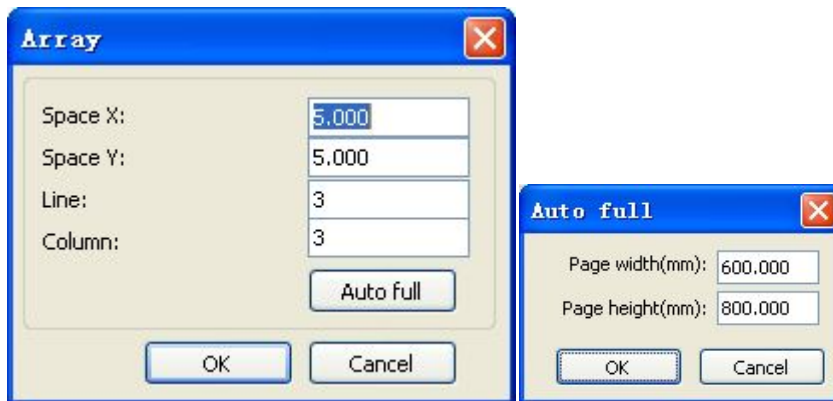 Array
Space X: 5.000
Space Y: 5.000
Line: 3
Column: 3
Auto full
OK Cancel
Auto full
Page width(mm): 600.000
Page height(mm): 800.000
OK Cancel